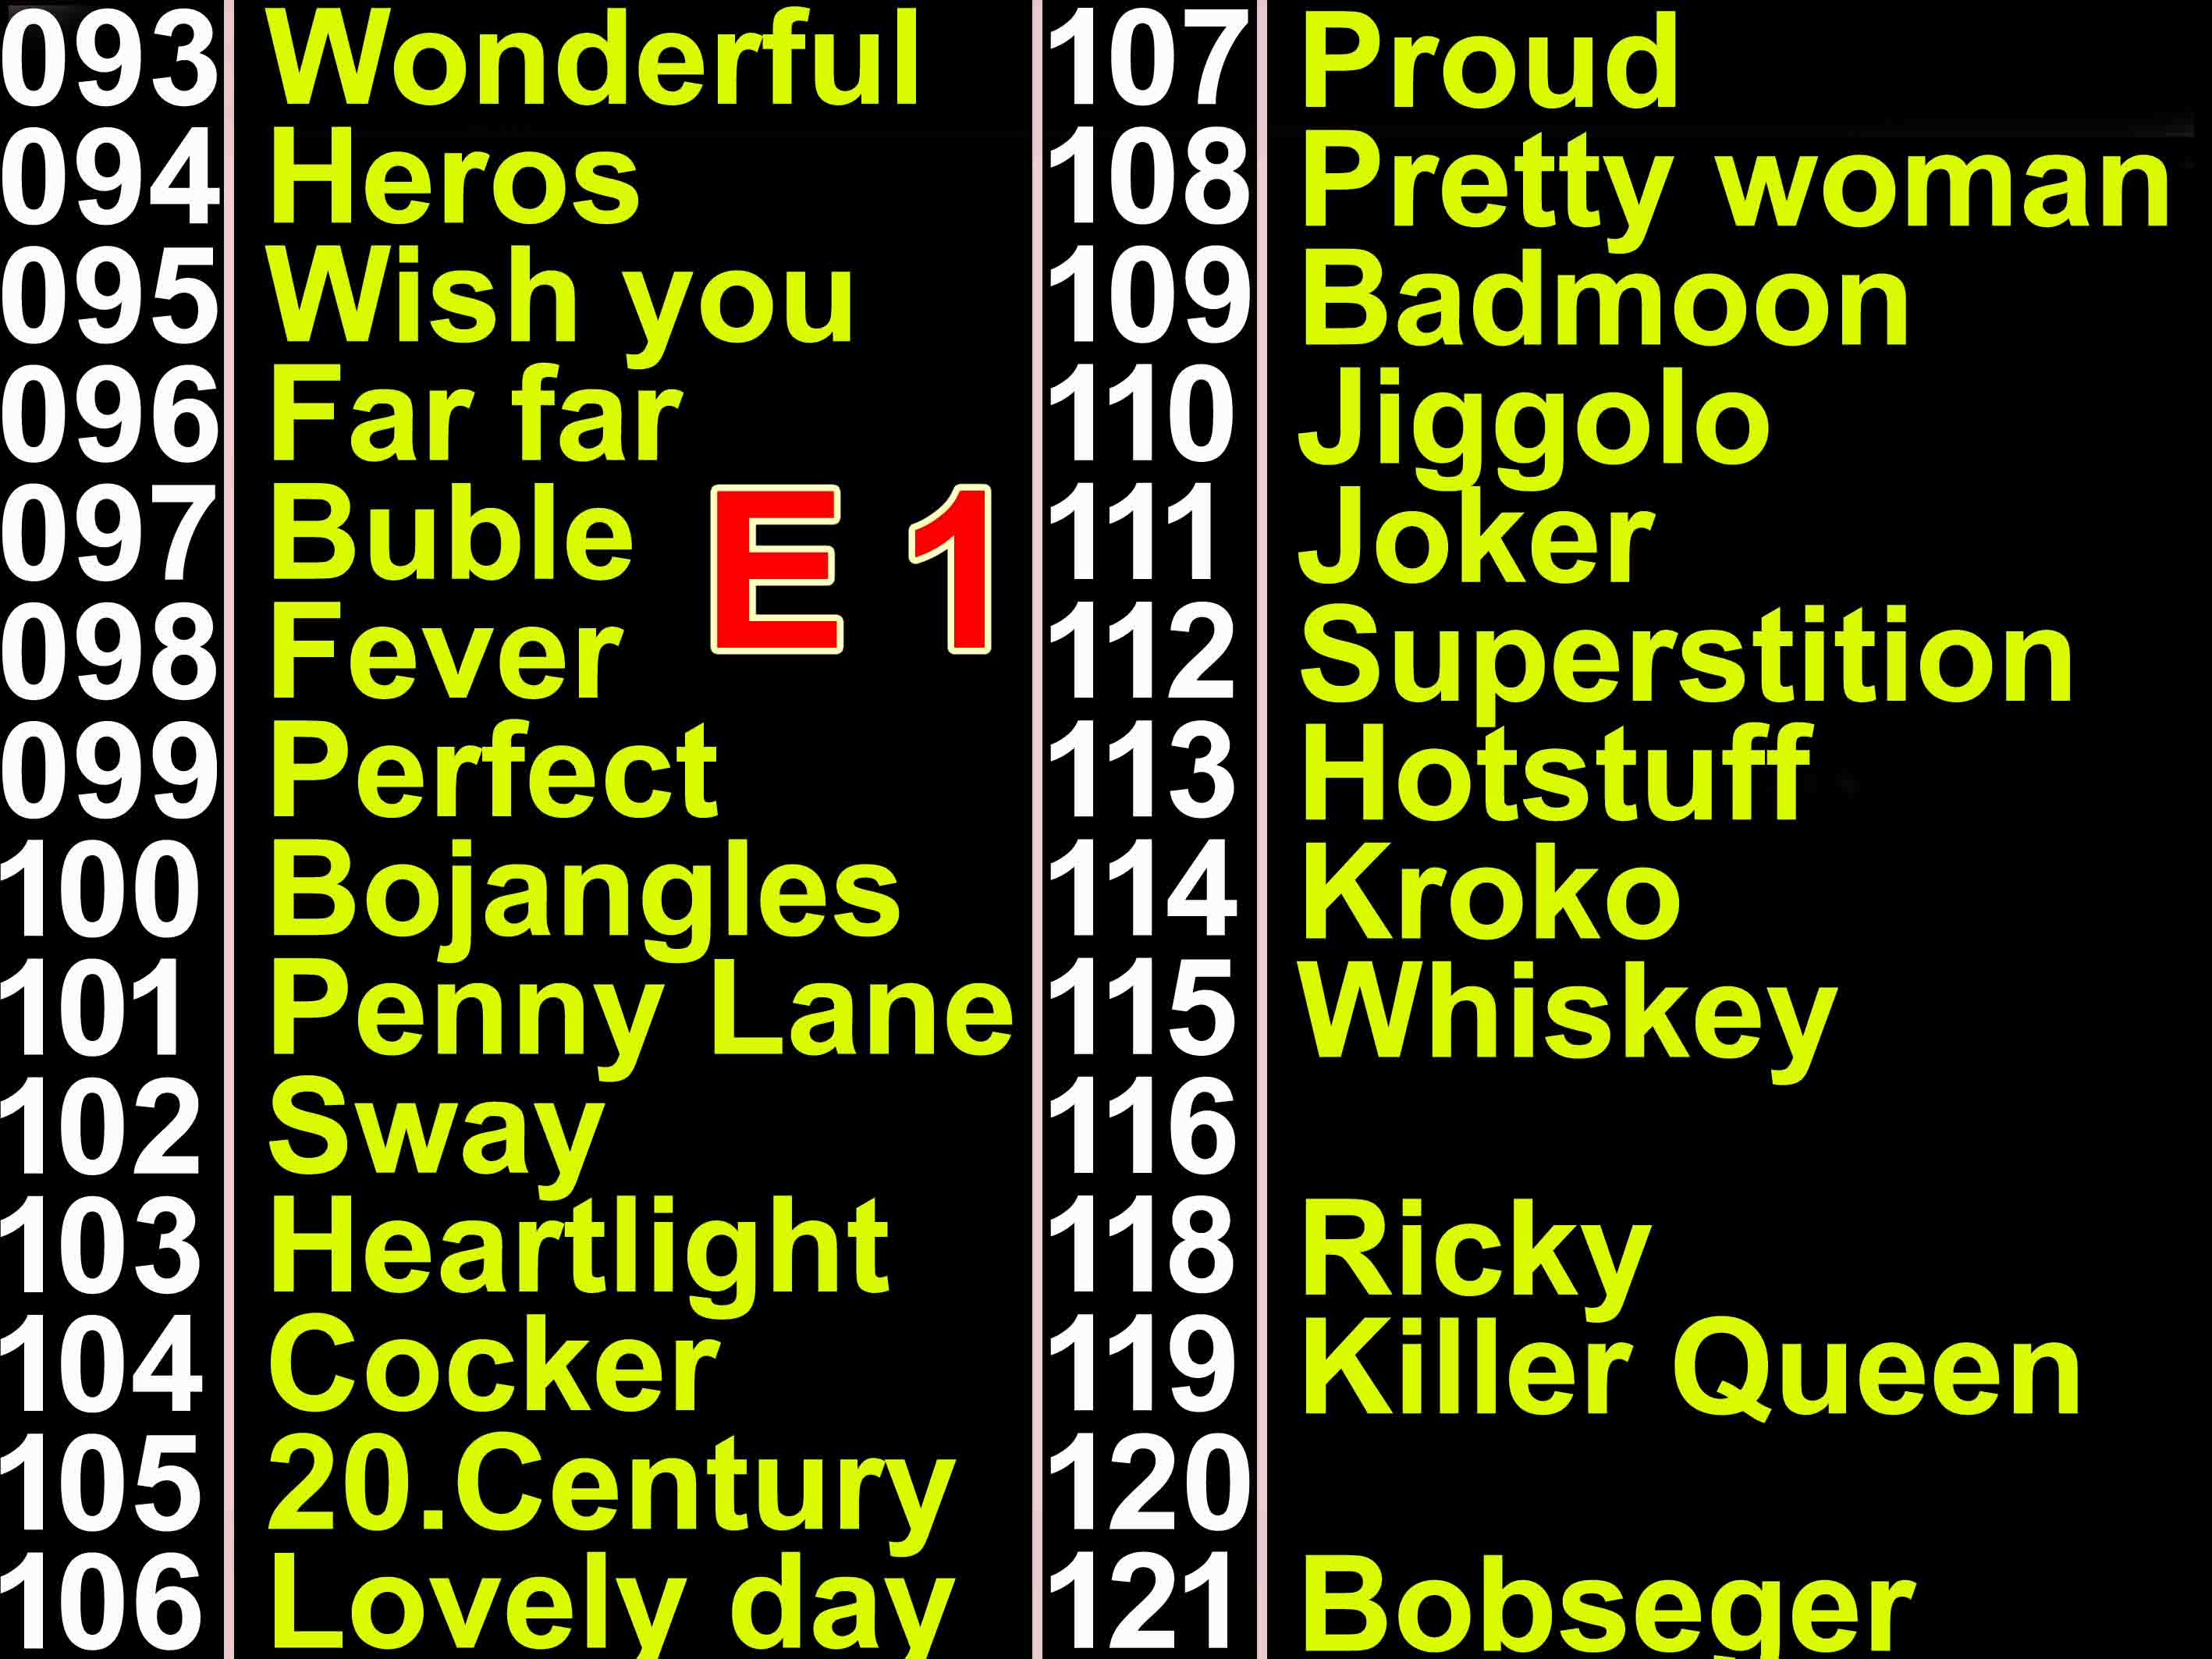 093 Wonderful
094 Heros
095 Wish you
096 Far far
097 Buble
098 Fever
E 1
099 Perfect
100 Bojangles
101 Penny Lane
102 Sway
103 Heartlight
104 Cocker
105 20.Century
106 Lovely day
107 Proud
108 Pretty woman
109 Badmoon
110 Jiggolo
111 Joker
112 Superstition
113 Hotstuff
114 Kroko
115 Whiskey
116
118 Ricky
119 Killer Queen
120
121 Bobseger